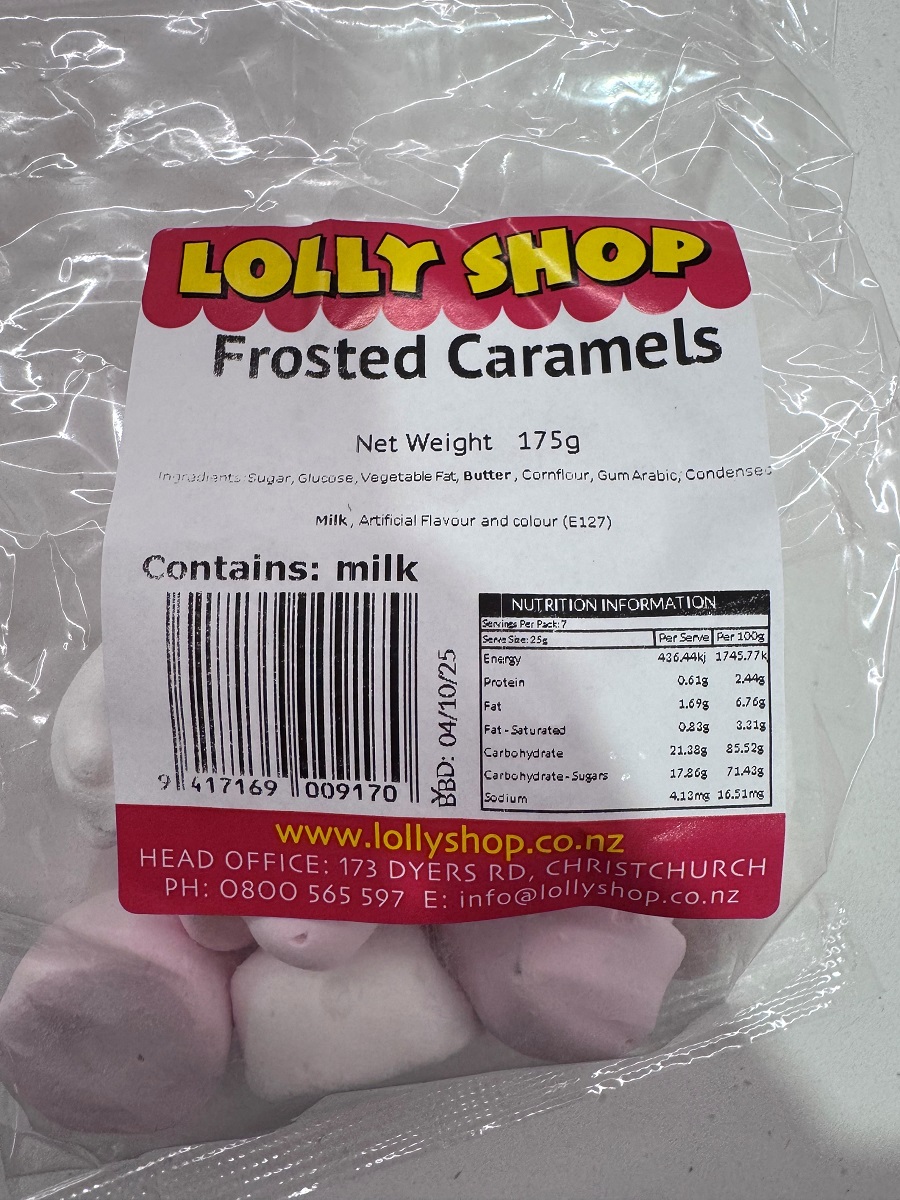 LOLLY SHOP
Frosted Caramels
Net Weight 175g
Ingredients: Sugar, Glucose, Vegetable Fat, Butter, Cornflour, Gum Arabic, Condensed
Milk, Artificial Flavour and colour (E127)
Contains: milk
9 417169 009170
BBD: 04/10/25
NUTRITION INFORMATION
Servings Per Pack: 7
Serve Size: 25g Per Serve Per 100g
Energy 436.44kj 1745.77k
Protein 0.61g 2.44g
Fat 1.69g 6.76g
Fat - Saturated 0.83g 3.31g
Carbohydrate 21.38g 85.52g
Carbohydrate - Sugars 17.86g 71.43g
Sodium 4.13mg 16.51mg
www.lollyshop.co.nz
HEAD OFFICE: 173 DYERS RD, CHRISTCHURCH
PH: 0800 565 597 E: info@lollyshop.co.nz